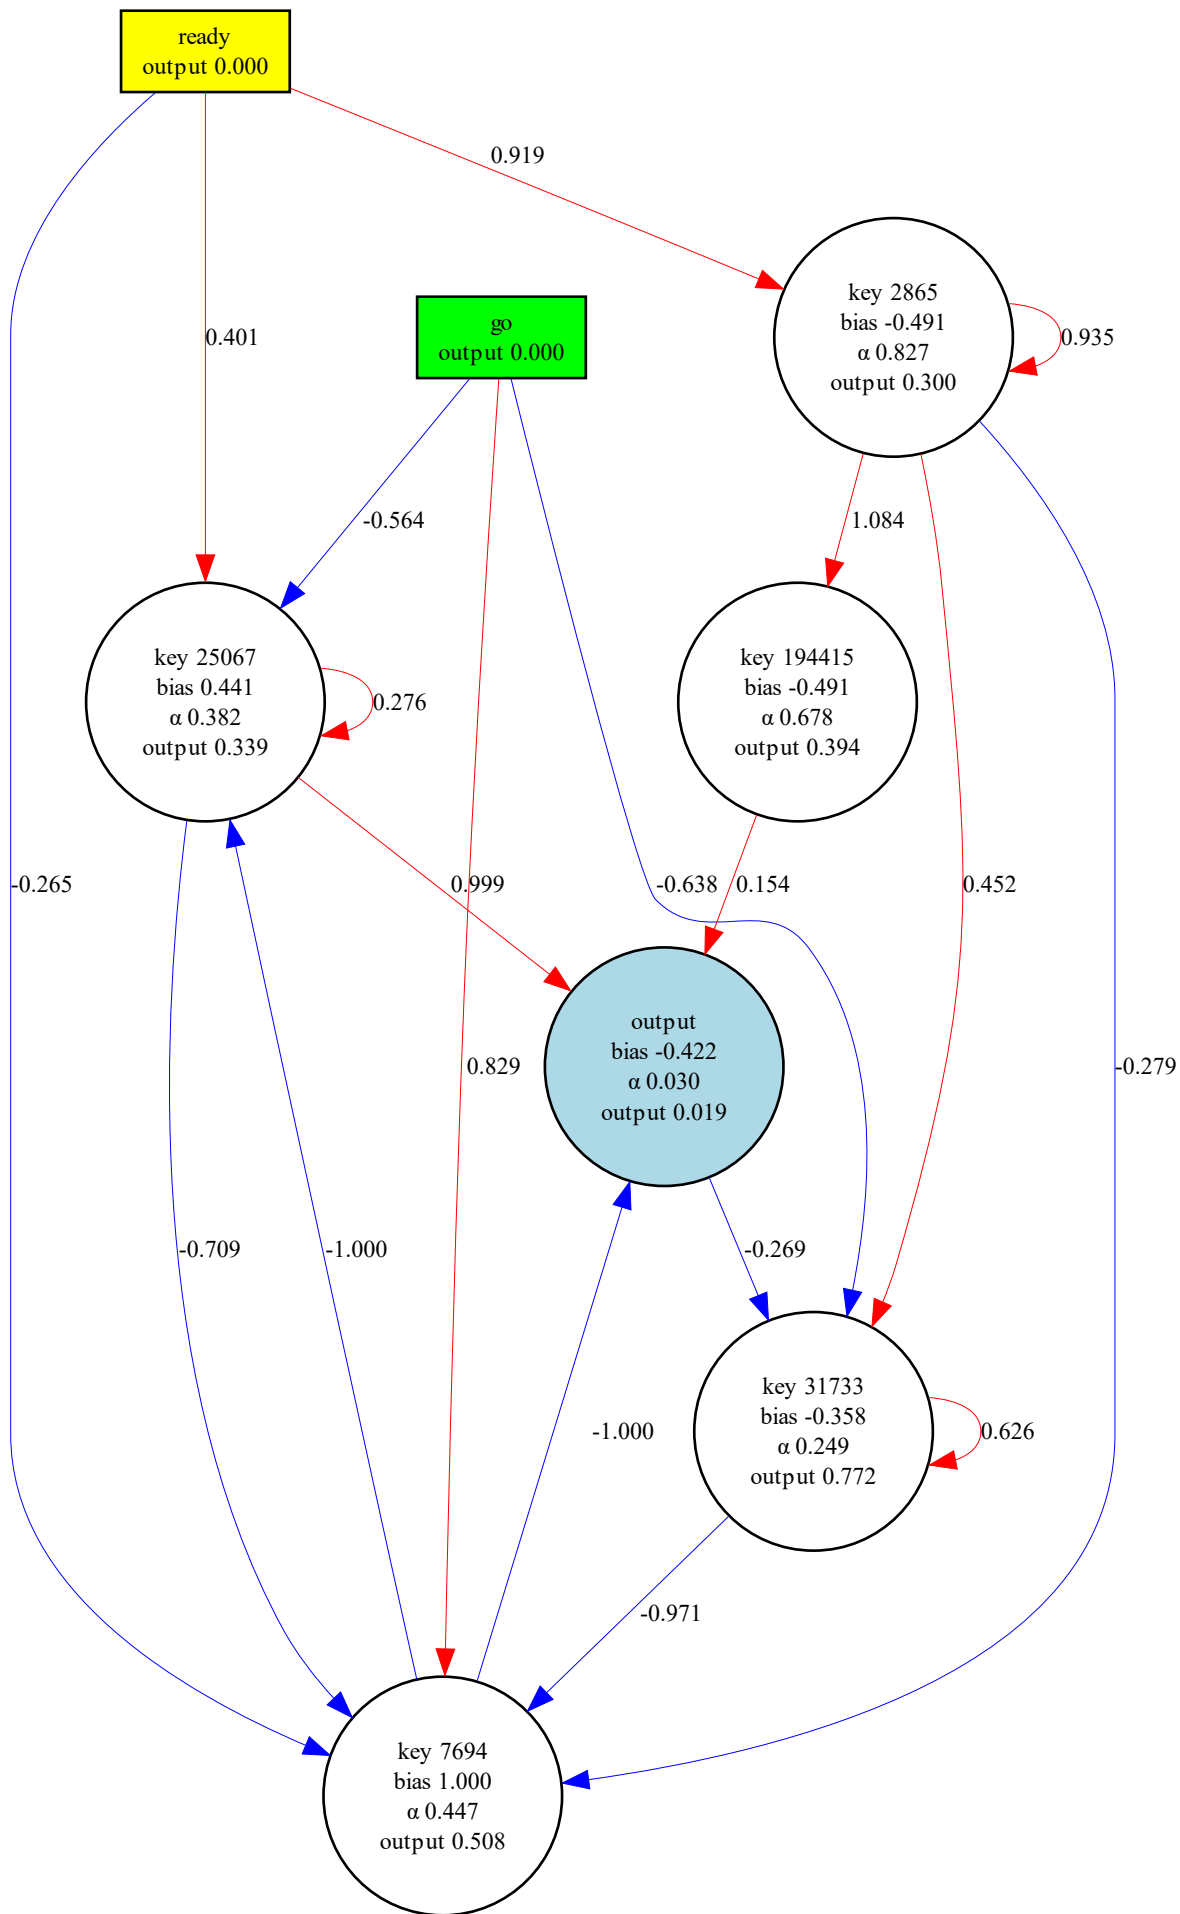 ready
output 0.000
0.919
key 2865
bias -0.491
α 0.827
output 0.300
0.935
go
output 0.000
0.401
-0.564
1.084
key 25067
bias 0.441
α 0.382
output 0.339
0.276
key 194415
bias -0.491
α 0.678
output 0.394
-0.265
0.999
-0.638
0.154
0.452
output
bias -0.422
α 0.030
output 0.019
0.829
-0.279
-0.709
-1.000
-0.269
key 31733
bias -0.358
α 0.249
output 0.772
0.626
-1.000
-0.971
key 7694
bias 1.000
α 0.447
output 0.508